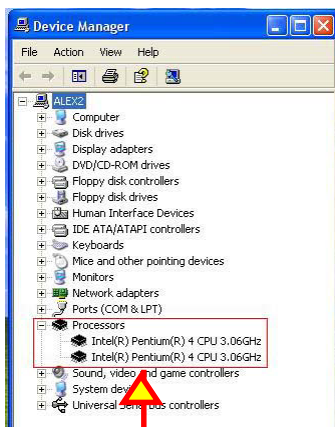 Device Manager
File Action View Help
ALEX2
Computer
Disk drives
Display adapters
DVD/CD-ROM drives
Floppy disk controllers
Floppy disk drives
Human Interface Devices
IDE ATA/ATAPI controllers
Keyboards
Mice and other pointing devices
Monitors
Network adapters
Ports (COM & LPT)
Processors
Intel(R) Pentium(R) 4 CPU 3.06GHz
Intel(R) Pentium(R) 4 CPU 3.06GHz
Sound, video and game controllers
System
Universal controllers